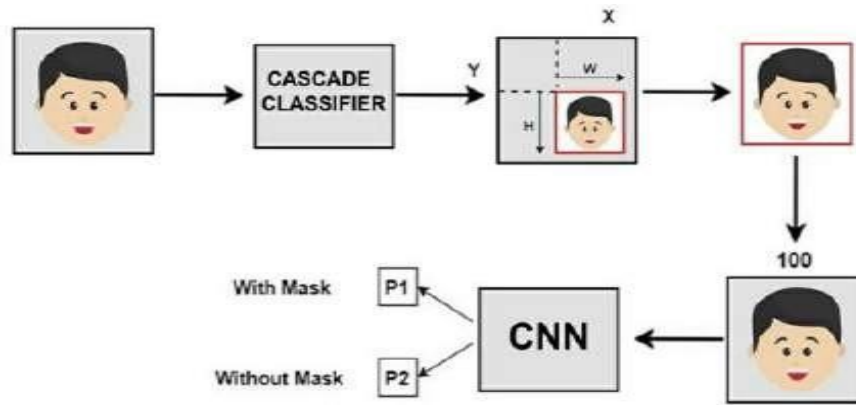 X
CASCADE
CLASSIFIER
Y
W
H
100
With Mask
P1
CNN
Without Mask
P2